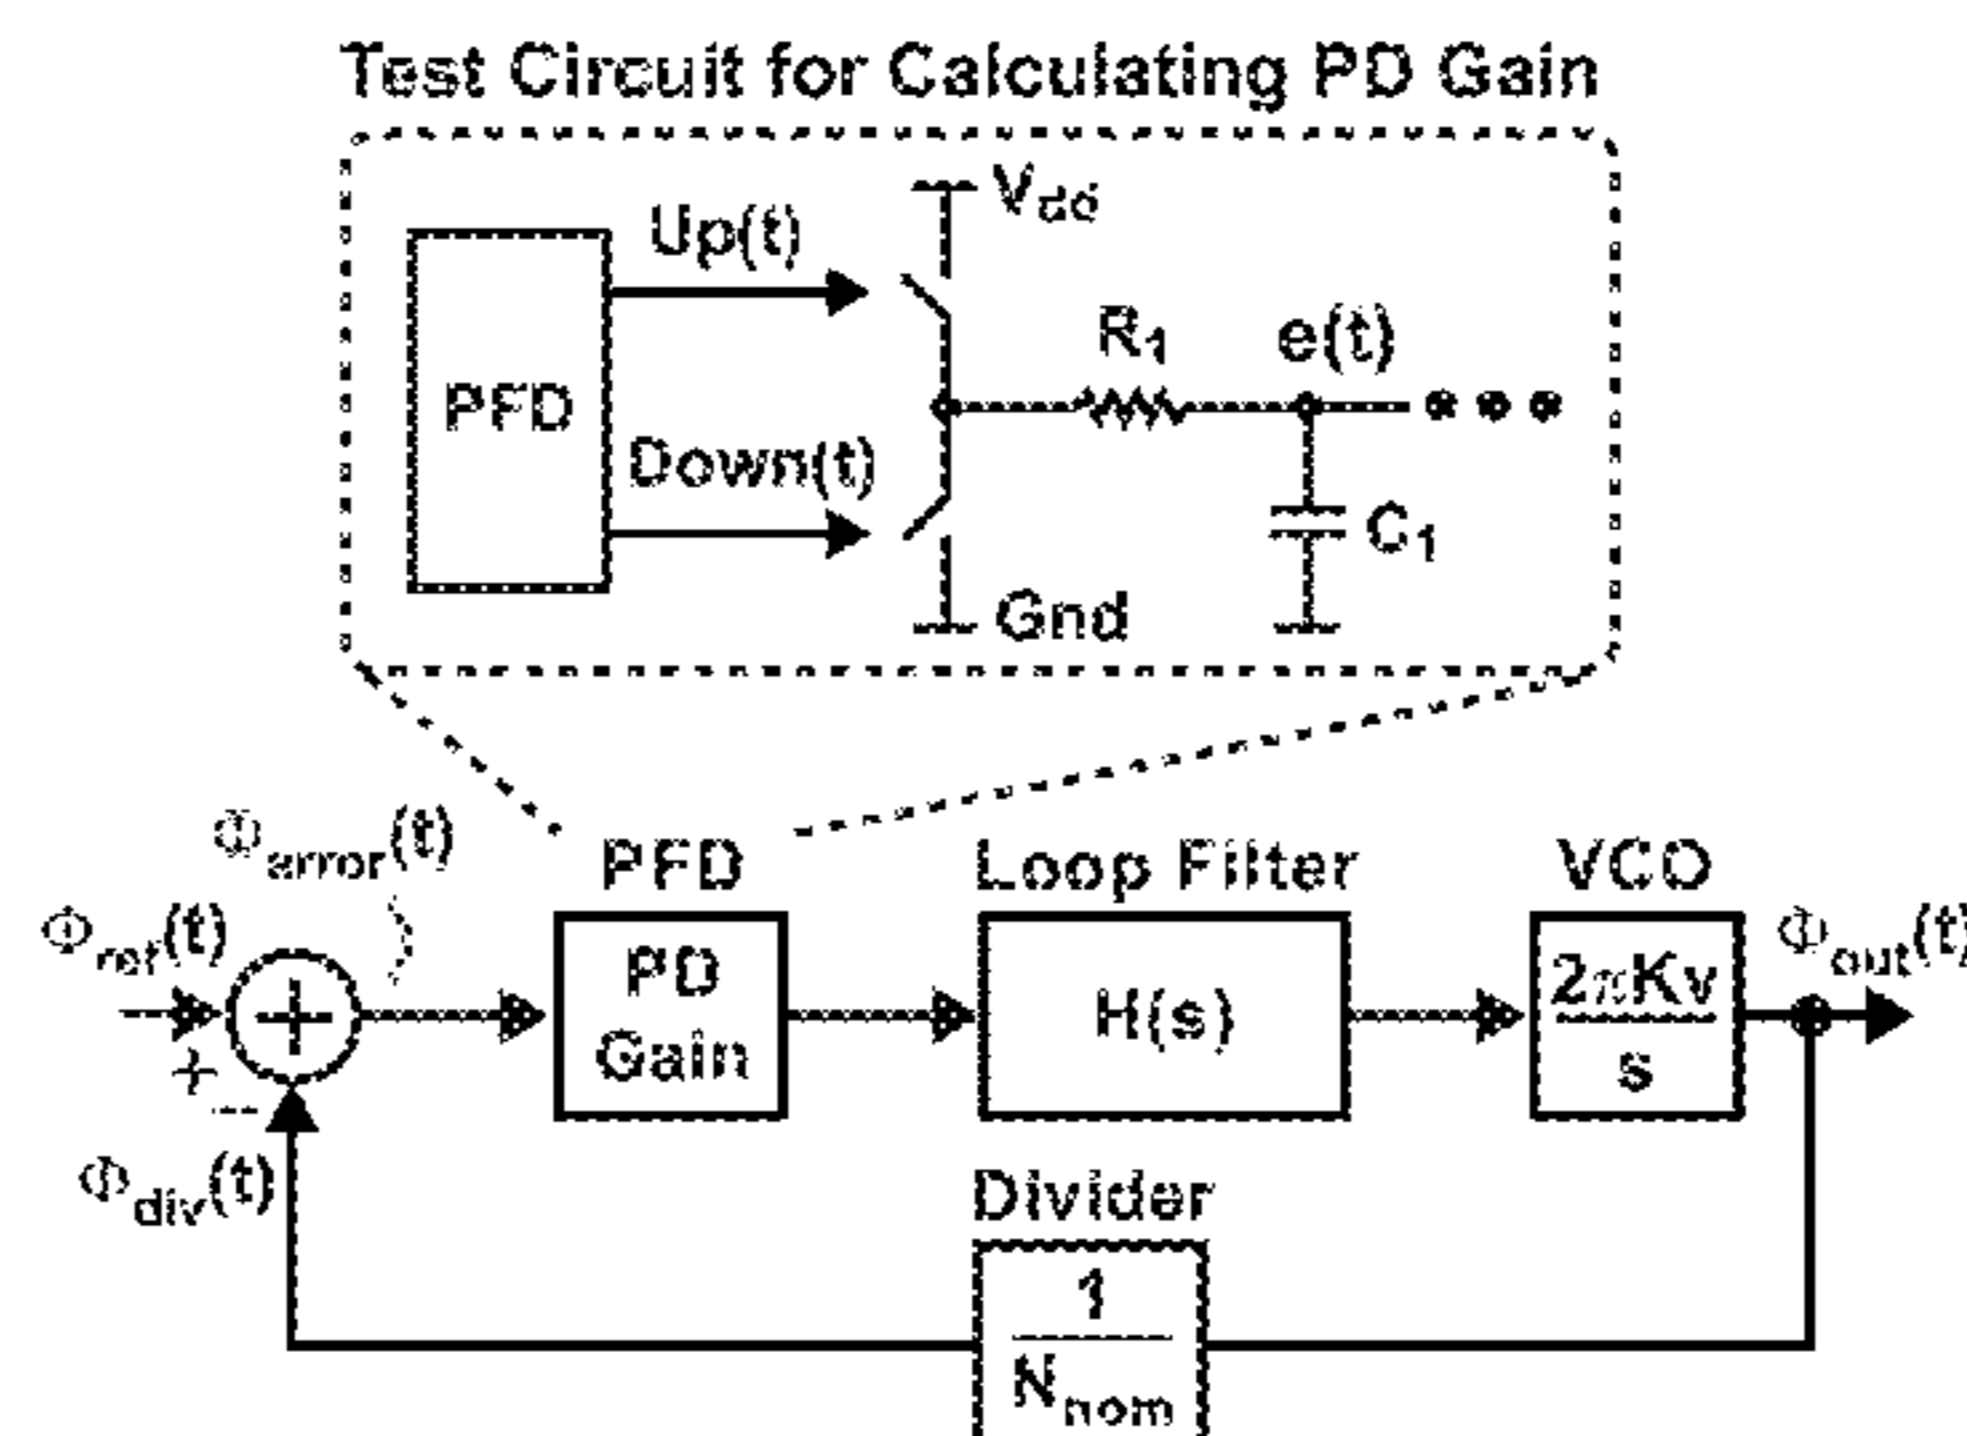 Test Circuit for Calculating PD Gain
Vdd
Up(t)
R1
e(t)
PFD
Down(t)
C1
Gnd
Φerror(t)
PFD
Loop Filter
VCO
Φref(t)
PD
Gain
H(s)
2πKv
s
Φout(t)
+
-
Φdiv(t)
Divider
1
Nnom